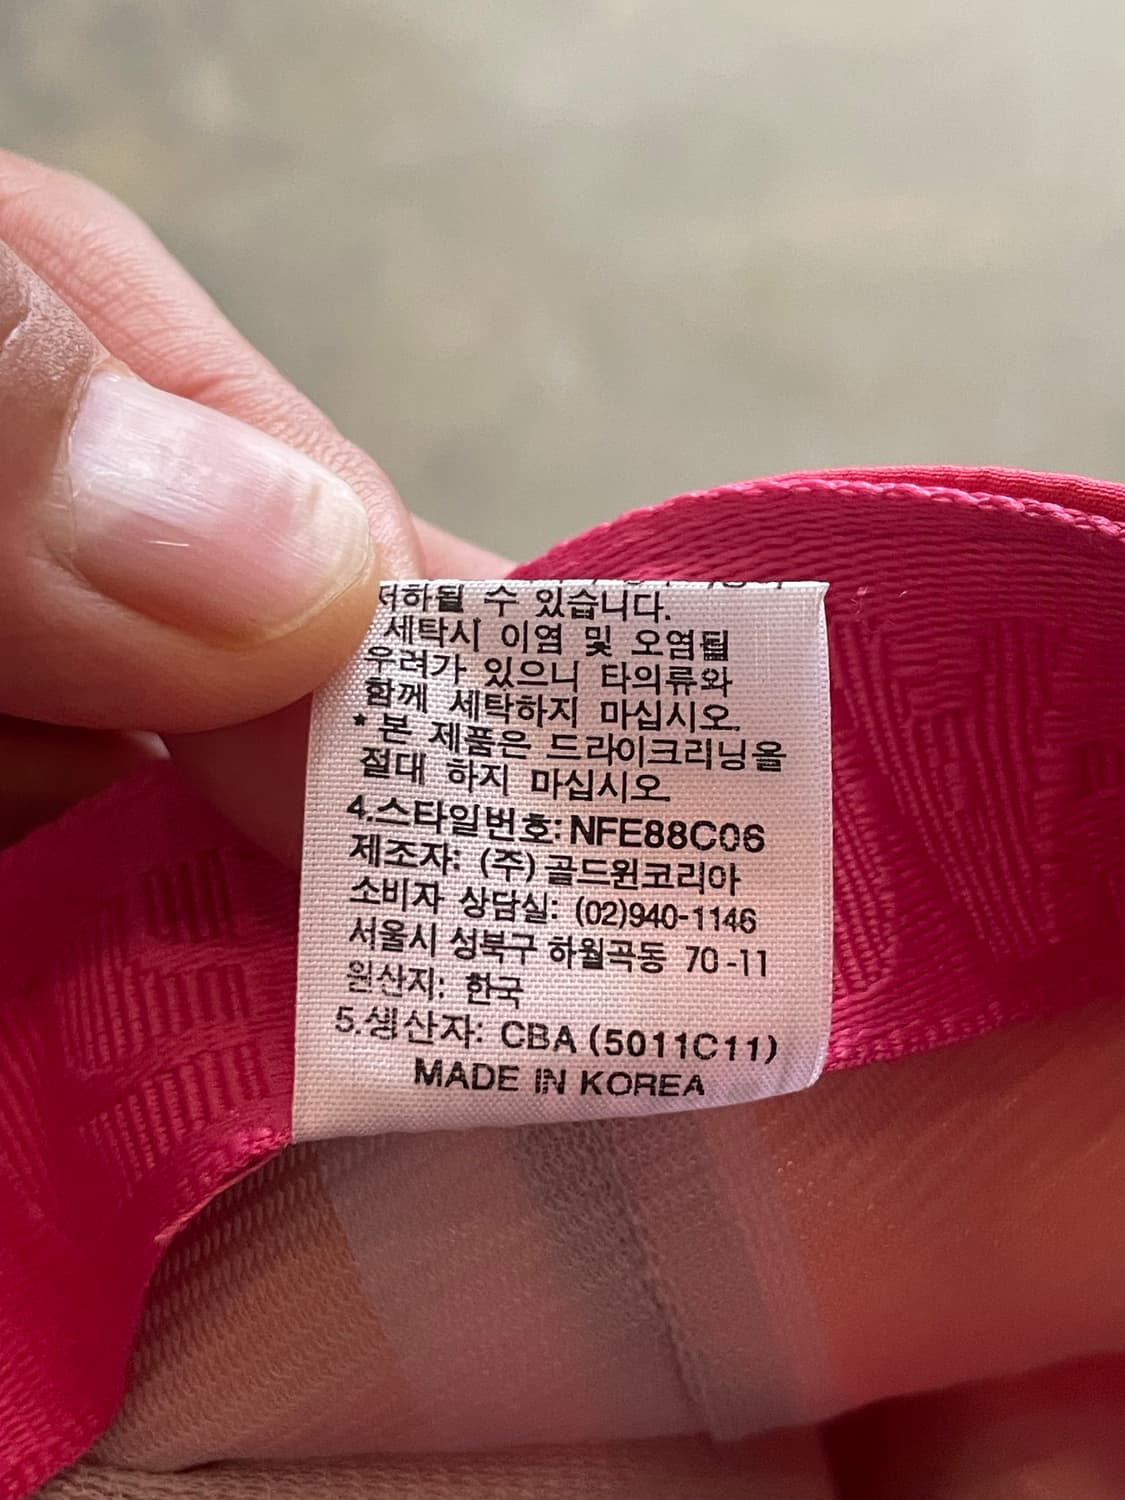 저하될 수 있습니다.
세탁시 이염 및 오염될
우려가 있으니 타의류와
함께 세탁하지 마십시오.
* 본 제품은 드라이크리닝을
절대 하지 마십시오.
4.스타일번호: NFE88C06
제조자: (주)골드윈코리아
소비자 상담실: (02)940-1146
서울시 성북구 하월곡동 70-11
원산지: 한국
5.생산자: CBA (5011C11)
MADE IN KOREA